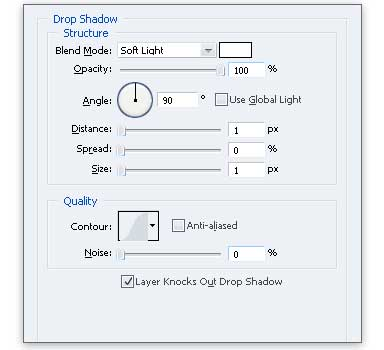 Drop Shadow
Structure
Blend Mode: Soft Light
Opacity: 100 %
Angle: 90 ° Use Global Light
Distance: 1 px
Spread: 0 %
Size: 1 px
Quality
Contour: Anti-aliased
Noise: 0 %
Layer Knocks Out Drop Shadow